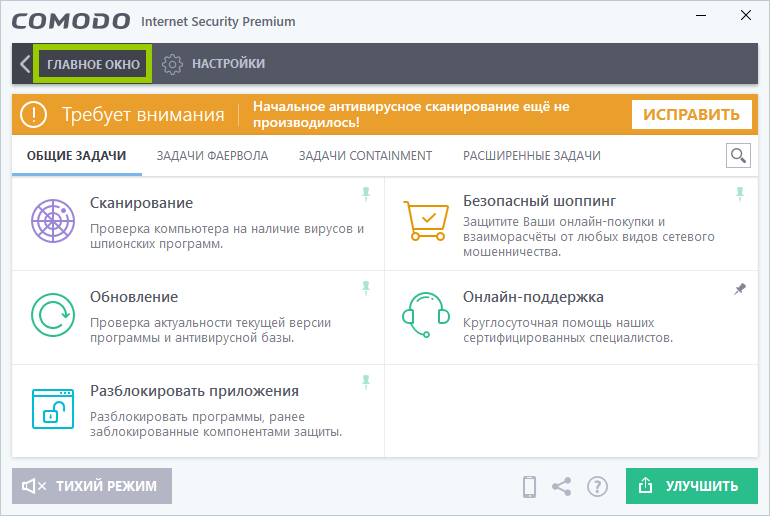 COMODO Internet Security Premium
ГЛАВНОЕ ОКНО НАСТРОЙКИ
Требует внимания
Начальное антивирусное сканирование ещё не
производилось!
ИСПРАВИТЬ
ОБЩИЕ ЗАДАЧИ ЗАДАЧИ ФАЕРВОЛА ЗАДАЧИ CONTAINMENT РАСШИРЕННЫЕ ЗАДАЧИ
Сканирование
Проверка компьютера на наличие вирусов и
шпионских программ.
Безопасный шоппинг
Защитите Ваши онлайн-покупки и
взаиморасчёты от любых видов сетевого
мошенничества.
Обновление
Проверка актуальности текущей версии
программы и антивирусной базы.
Онлайн-поддержка
Круглосуточная помощь наших
сертифицированных специалистов.
Разблокировать приложения
Разблокировать программы, ранее
заблокированные компонентами защиты.
ТИХИЙ РЕЖИМ
УЛУЧШИТЬ